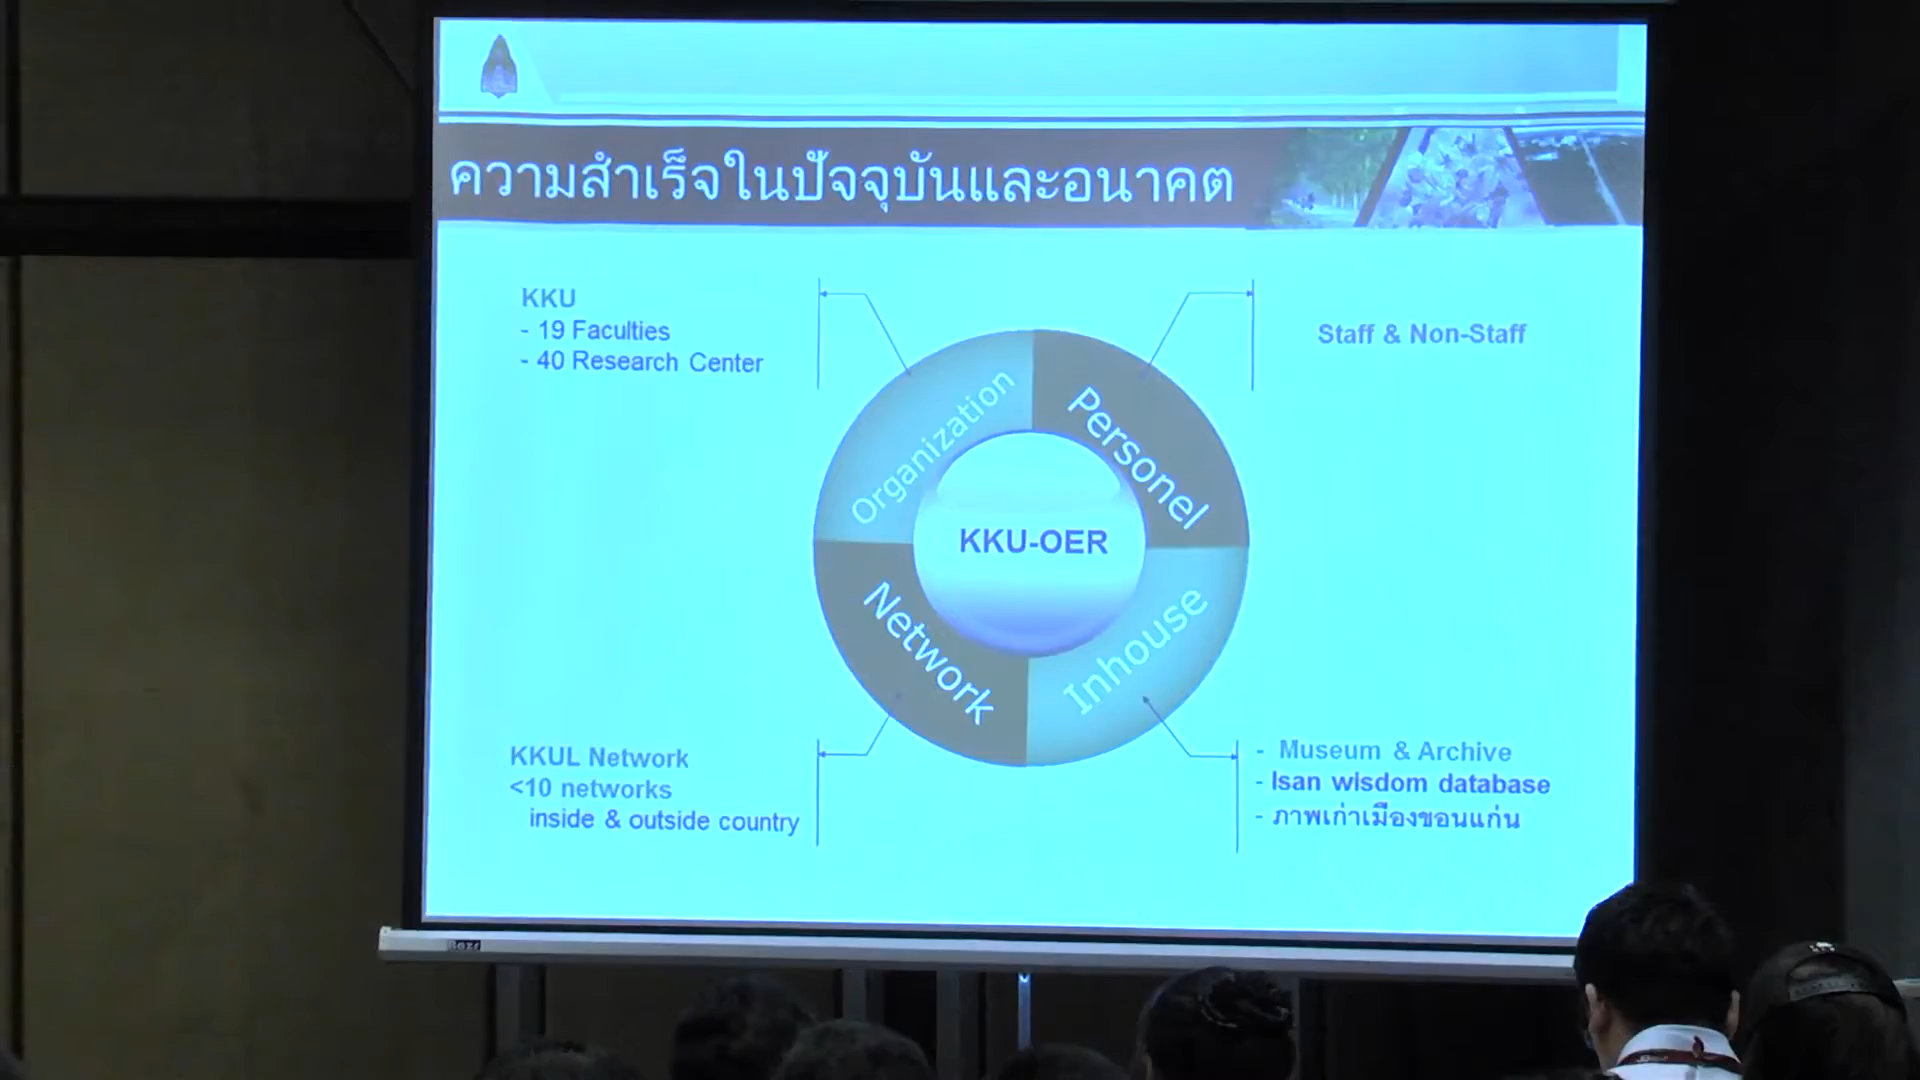 ความสำเร็จในปัจจุบันและอนาคต
KKU
- 19 Faculties
- 40 Research Center
Staff & Non-Staff
Organization
Personel
KKU-OER
Network
Inhouse
KKUL Network
<10 networks
inside & outside country
- Museum & Archive
- Isan wisdom database
- ภาพเก่าเมืองขอนแก่น